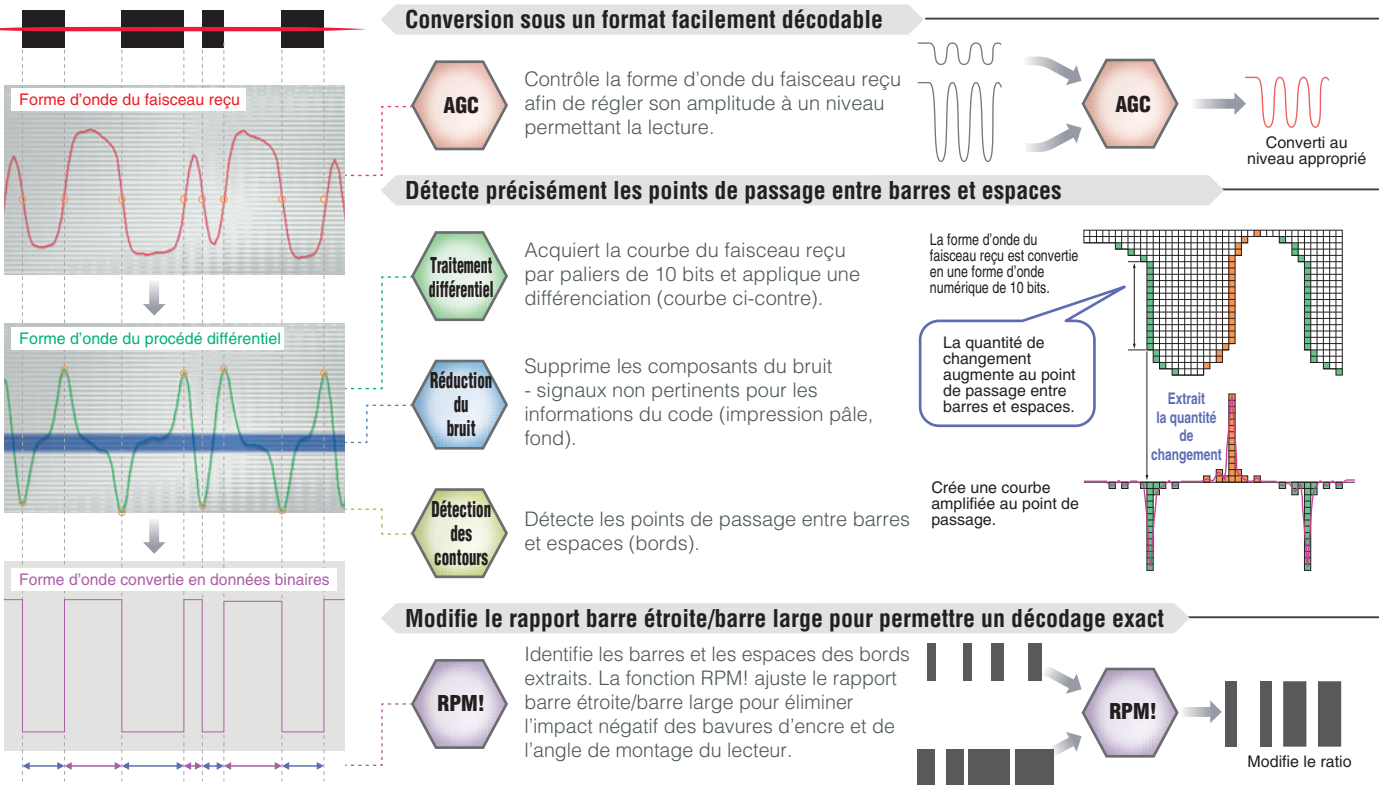 Forme d'onde du faisceau reçu
Forme d'onde du procédé différentiel
Forme d'onde convertie en données binaires
Conversion sous un format facilement décodable
AGC
Contrôle la forme d'onde du faisceau reçu
afin de régler son amplitude à un niveau
permettant la lecture.
AGC
Converti au
niveau approprié
Détecte précisément les points de passage entre barres et espaces
Traitement
différentiel
Acquiert la courbe du faisceau reçu
par paliers de 10 bits et applique une
différenciation (courbe ci-contre).
Réduction
du
bruit
Supprime les composants du bruit
- signaux non pertinents pour les
informations du code (impression pâle,
fond).
Détection
des
contours
Détecte les points de passage entre barres
et espaces (bords).
La forme d'onde du
faisceau reçu est convertie
en une forme d'onde
numérique de 10 bits.
La quantité de
changement
augmente au point
de passage entre
barres et espaces.
Extrait
la quantité
de
changement
Crée une courbe
amplifiée au point de
passage.
Modifie le rapport barre étroite/barre large pour permettre un décodage exact
RPM!
Identifie les barres et les espaces des bords
extraits. La fonction RPM! ajuste le rapport
barre étroite/barre large pour éliminer
l'impact négatif des bavures d'encre et de
l'angle de montage du lecteur.
RPM!
Modifie le ratio